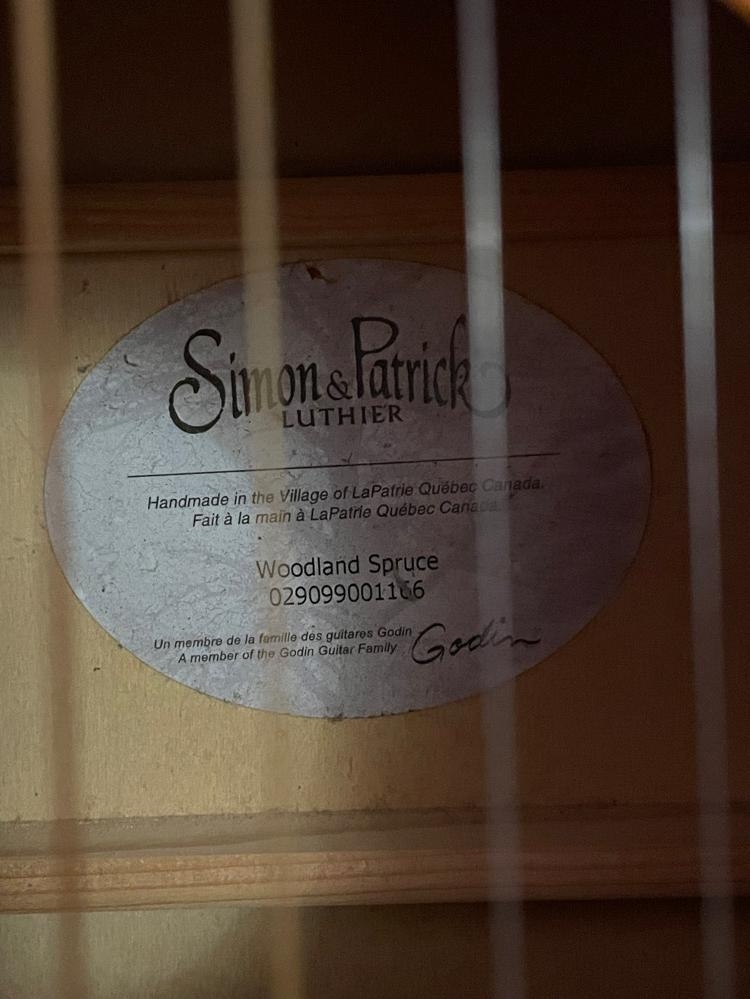 Simon & Patrick
LUTHIER
Handmade in the Village of LaPatrie Québec Canada.
Fait à la main à LaPatrie Québec Canada.
Woodland Spruce
029099001166
Un membre de la famille des guitares Godin
A member of the Godin Guitar Family
Godin